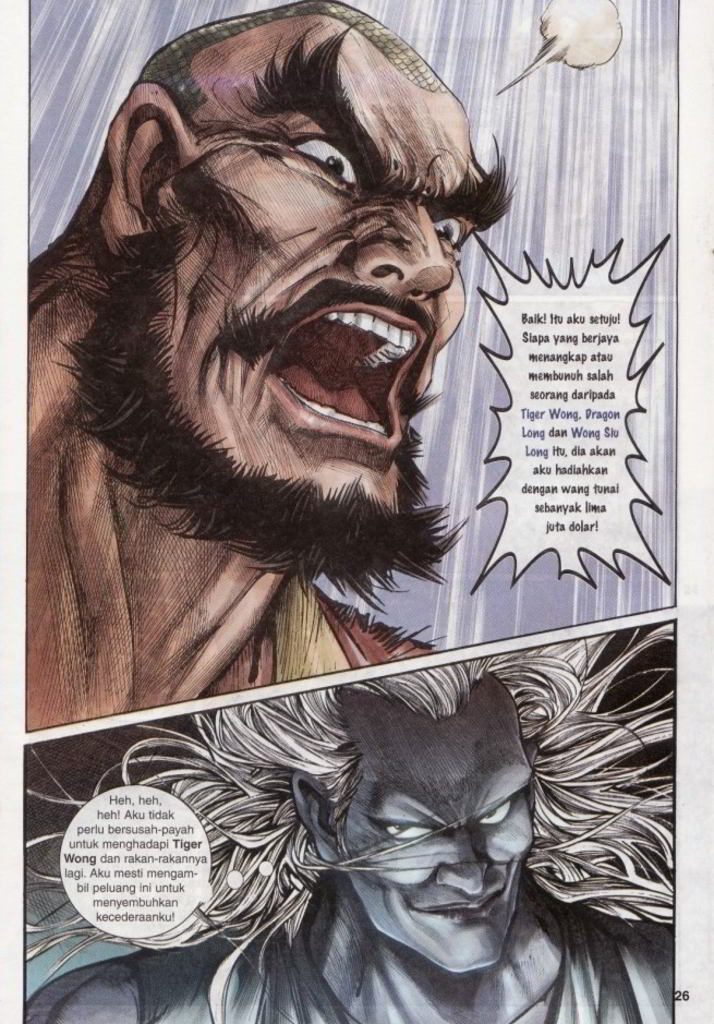 Baik! Itu aku setuju!
Siapa yang berjaya
menangkap atau
membunuh salah
seorang daripada
Tiger Wong, Dragon
Long dan Wong Siu
Long itu, dia akan
aku hadiahkan
dengan wang tunai
sebanyak lima
juta dolar!
Heh, heh,
heh! Aku tidak
perlu bersusah-payah
untuk menghadapi Tiger
Wong dan rakan-rakannya
lagi. Aku mesti mengam-
bil peluang ini untuk
menyembuhkan
kecederaanku!
26